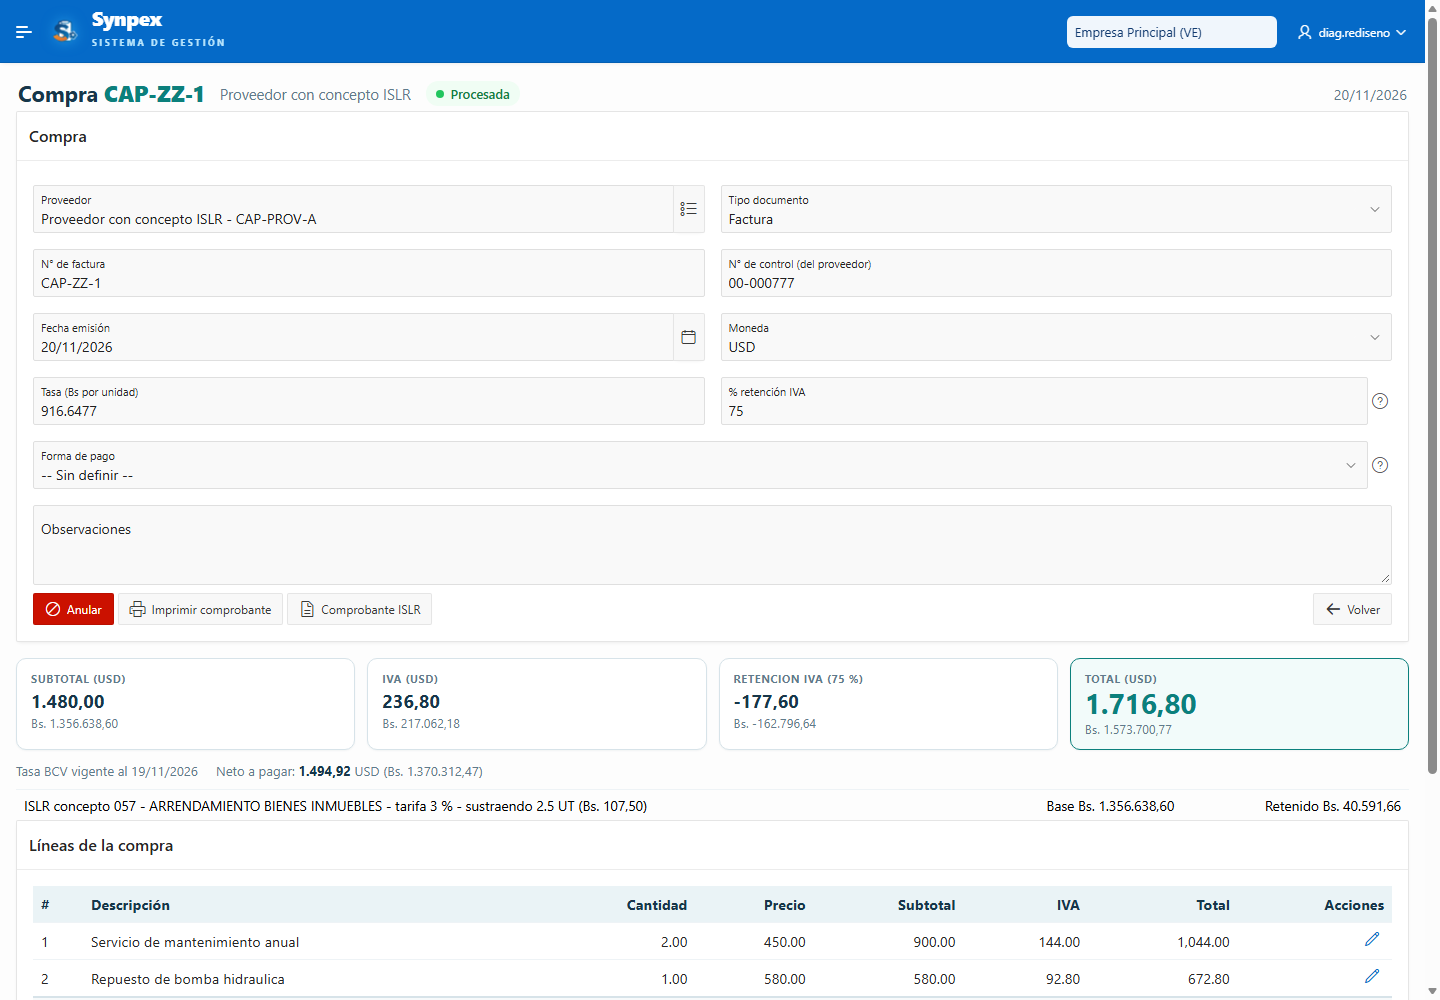 Synpex
SISTEMA DE GESTIÓN
Empresa Principal (VE)
diag.rediseno
Compra CAP-ZZ-1 Proveedor con concepto ISLR Procesada 20/11/2026
Compra
Proveedor
Proveedor con concepto ISLR - CAP-PROV-A
Tipo documento
Factura
N° de factura
CAP-ZZ-1
N° de control (del proveedor)
00-000777
Fecha emisión
20/11/2026
Moneda
USD
Tasa (Bs por unidad)
916.6477
% retención IVA
75
Forma de pago
-- Sin definir --
Observaciones
Anular Imprimir comprobante Comprobante ISLR Volver
SUBTOTAL (USD)
1.480,00
Bs. 1.356.638,60
IVA (USD)
236,80
Bs. 217.062,18
RETENCION IVA (75 %)
-177,60
Bs. -162.796,64
TOTAL (USD)
1.716,80
Bs. 1.573.700,77
Tasa BCV vigente al 19/11/2026 Neto a pagar: 1.494,92 USD (Bs. 1.370.312,47)
ISLR concepto 057 - ARRENDAMIENTO BIENES INMUEBLES - tarifa 3 % - sustraendo 2.5 UT (Bs. 107,50) Base Bs. 1.356.638,60 Retenido Bs. 40.591,66
Líneas de la compra
# Descripción Cantidad Precio Subtotal IVA Total Acciones
1 Servicio de mantenimiento anual 2.00 450.00 900.00 144.00 1,044.00
2 Repuesto de bomba hidraulica 1.00 580.00 580.00 92.80 672.80